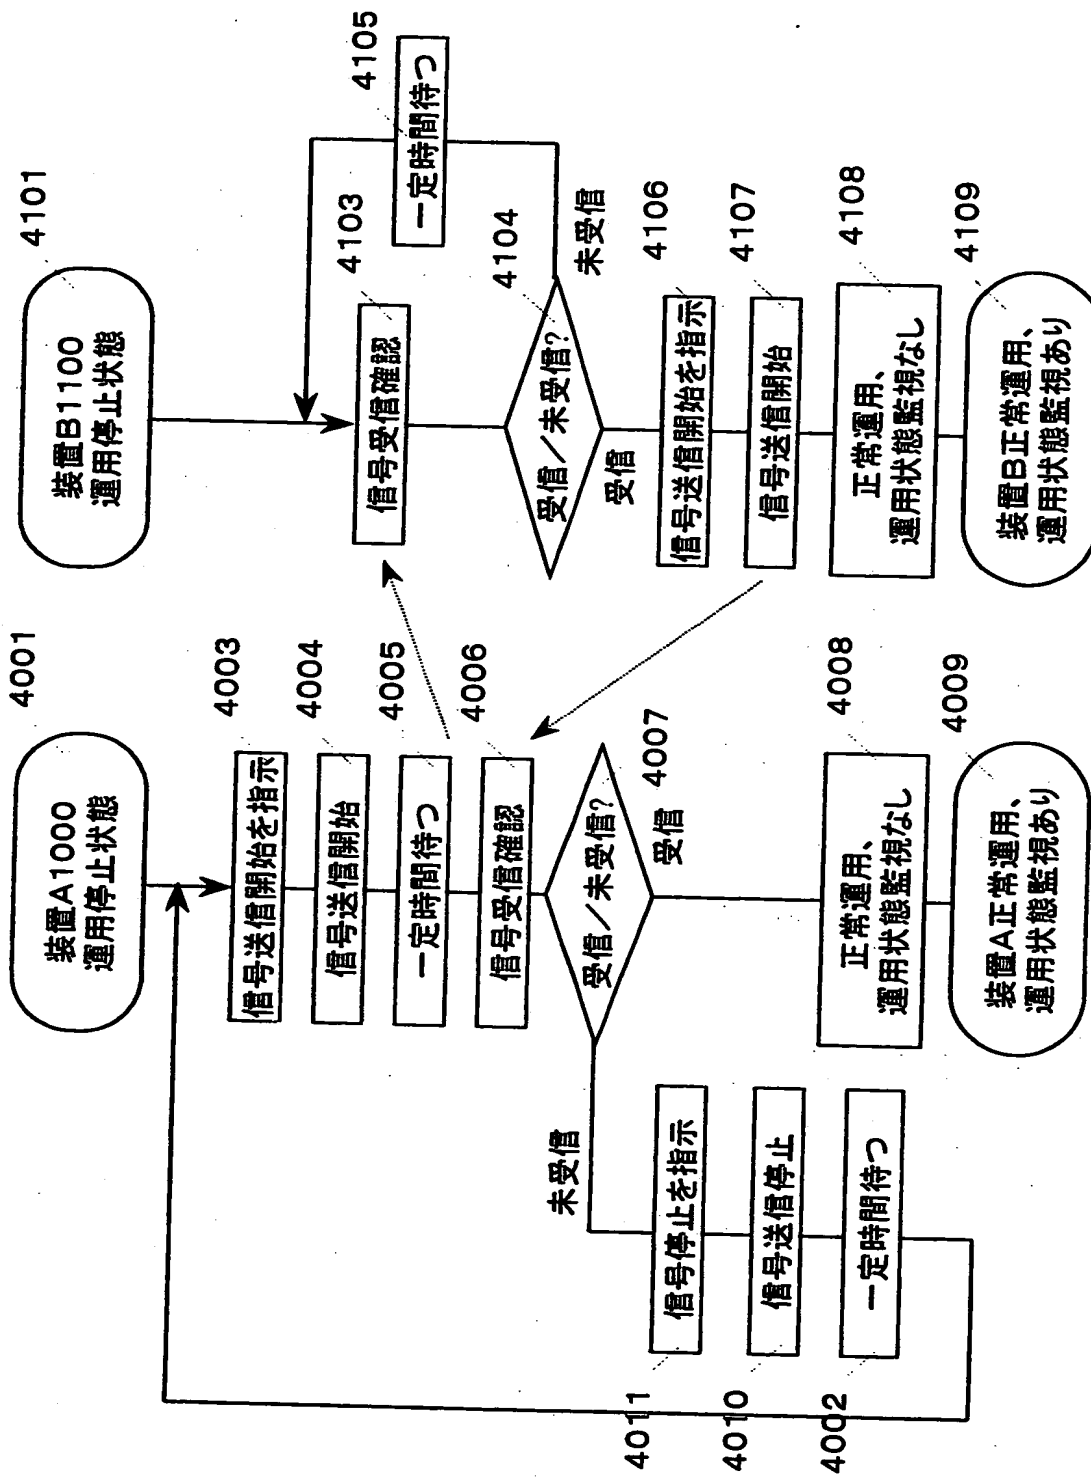 4001
装置A1000
運用停止状態
4003
信号送信開始を指示
4004
信号送信開始
4005
一定時間待つ
4006
信号受信確認
4007
受信／未受信?
受信
未受信
4008
正常運用、
運用状態監視なし
4009
装置A正常運用、
運用状態監視あり
4011
信号停止を指示
4010
信号送信停止
4002
一定時間待つ
4101
装置B1100
運用停止状態
4103
信号受信確認
4105
一定時間待つ
4104
受信／未受信?
未受信
受信
4106
信号送信開始を指示
4107
信号送信開始
4108
正常運用、
運用状態監視なし
4109
装置B正常運用、
運用状態監視あり